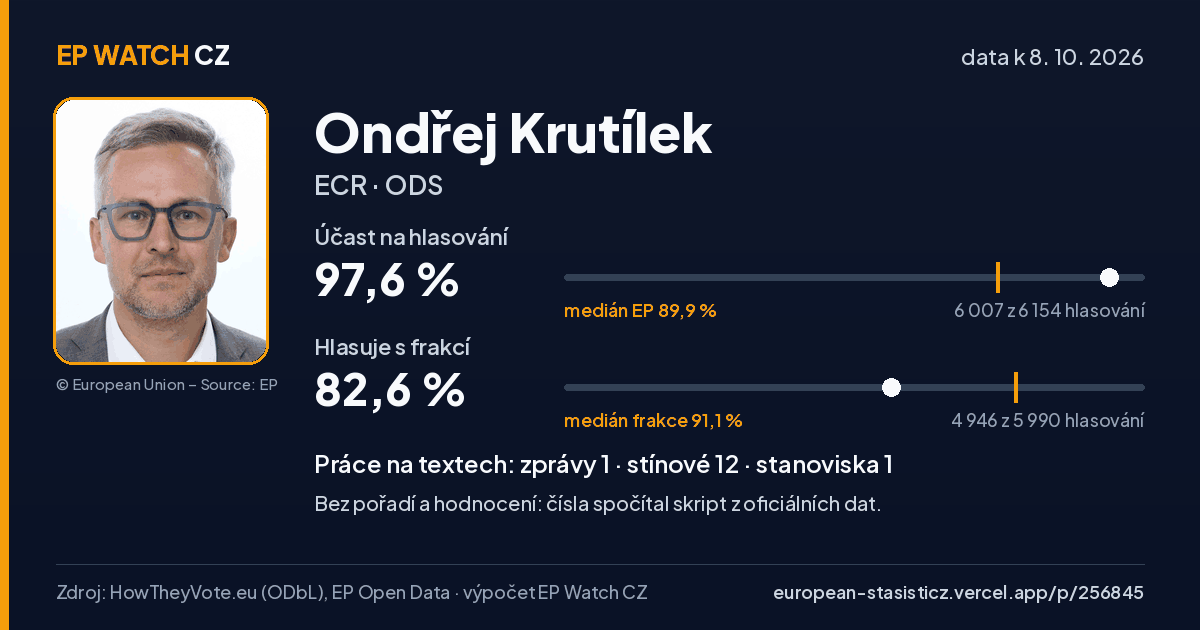 EP WATCH CZ
data k 8. 10. 2026
Ondřej Krutílek
ECR · ODS
Účast na hlasování
97,6 %
medián EP 89,9 %
6 007 z 6 154 hlasování
Hlasuje s frakcí
82,6 %
medián frakce 91,1 %
4 946 z 5 990 hlasování
© European Union – Source: EP
Práce na textech: zprávy 1 · stínové 12 · stanoviska 1
Bez pořadí a hodnocení: čísla spočítal skript z oficiálních dat.
Zdroj: HowTheyVote.eu (ODbL), EP Open Data · výpočet EP Watch CZ
european-stasisticz.vercel.app/p/256845